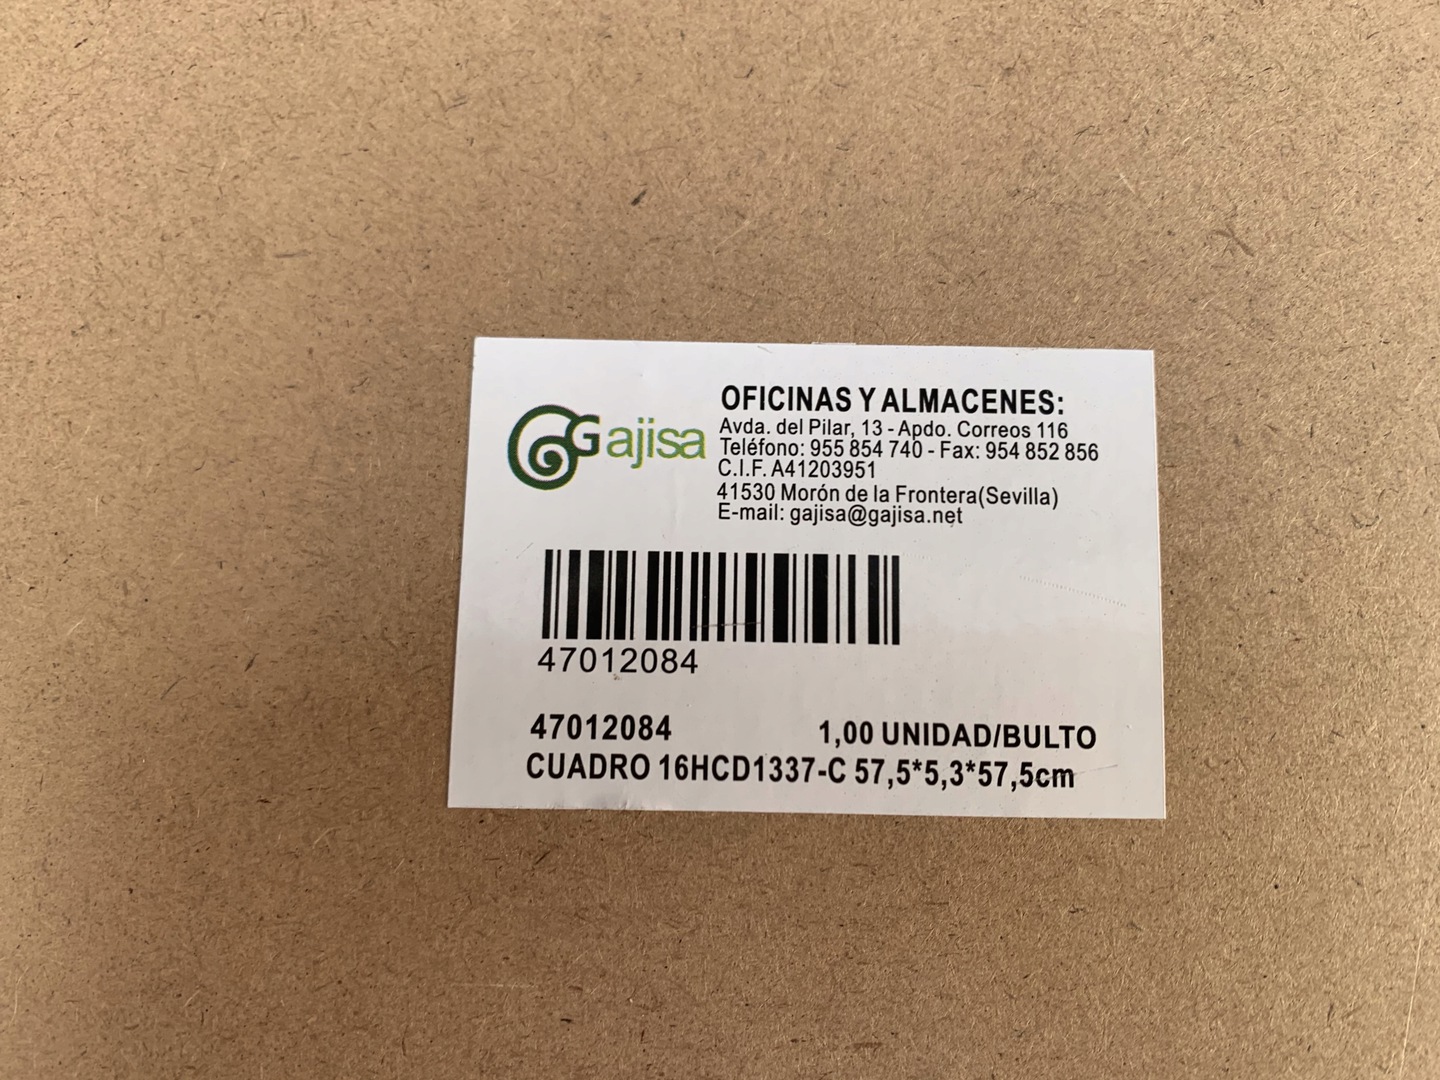 Gajisa
OFICINAS Y ALMACENES:
Avda. del Pilar, 13 - Apdo. Correos 116
Teléfono: 955 854 740 - Fax: 954 852 856
C.I.F. A41203951
41530 Morón de la Frontera(Sevilla)
E-mail: gajisa@gajisa.net
47012084
47012084 1,00 UNIDAD/BULTO
CUADRO 16HCD1337-C 57,5*5,3*57,5cm